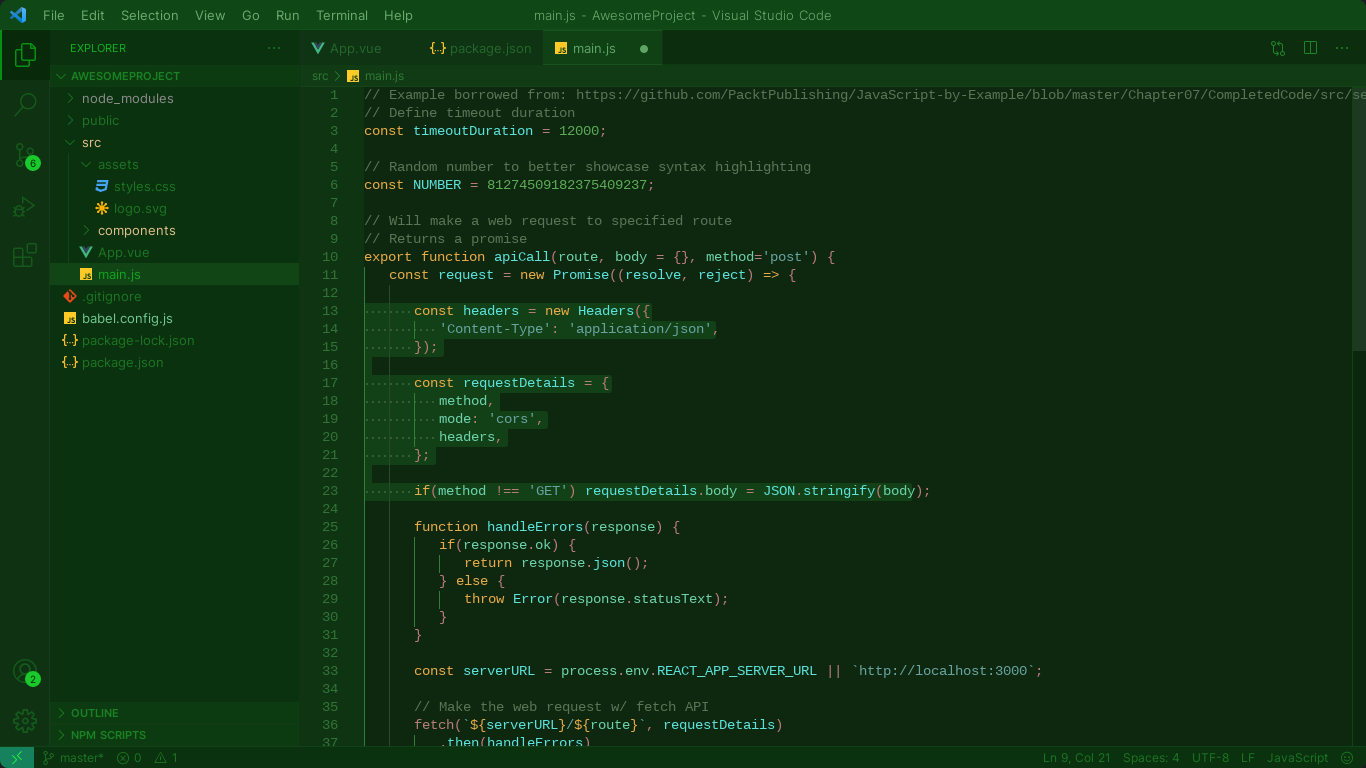 File Edit Selection View Go Run Terminal Help
main.js - AwesomeProject - Visual Studio Code
EXPLORER
AWESOMEPROJECT
node_modules
public
src
assets
styles.css
logo.svg
components
App.vue
main.js
.gitignore
babel.config.js
package-lock.json
package.json
OUTLINE
NPM SCRIPTS
6
2
App.vue package.json main.js
src > main.js
1 // Example borrowed from: https://github.com/PacktPublishing/JavaScript-by-Example/blob/master/Chapter07/CompletedCode/src/se
2 // Define timeout duration
3 const timeoutDuration = 12000;
4
5 // Random number to better showcase syntax highlighting
6 const NUMBER = 81274509182375409237;
7
8 // Will make a web request to specified route
9 // Returns a promise
10 export function apiCall(route, body = {}, method='post') {
11 const request = new Promise((resolve, reject) => {
12
13 const headers = new Headers({
14 'Content-Type': 'application/json',
15 });
16
17 const requestDetails = {
18 method,
19 mode: 'cors',
20 headers,
21 };
22
23 if(method !== 'GET') requestDetails.body = JSON.stringify(body);
24
25 function handleErrors(response) {
26 if(response.ok) {
27 return response.json();
28 } else {
29 throw Error(response.statusText);
30 }
31 }
32
33 const serverURL = process.env.REACT_APP_SERVER_URL || `http://localhost:3000`;
34
35 // Make the web request w/ fetch API
36 fetch(`${serverURL}/${route}`, requestDetails)
37 .then(handleErrors)
master* 0 1
Ln 9, Col 21 Spaces: 4 UTF-8 LF JavaScript